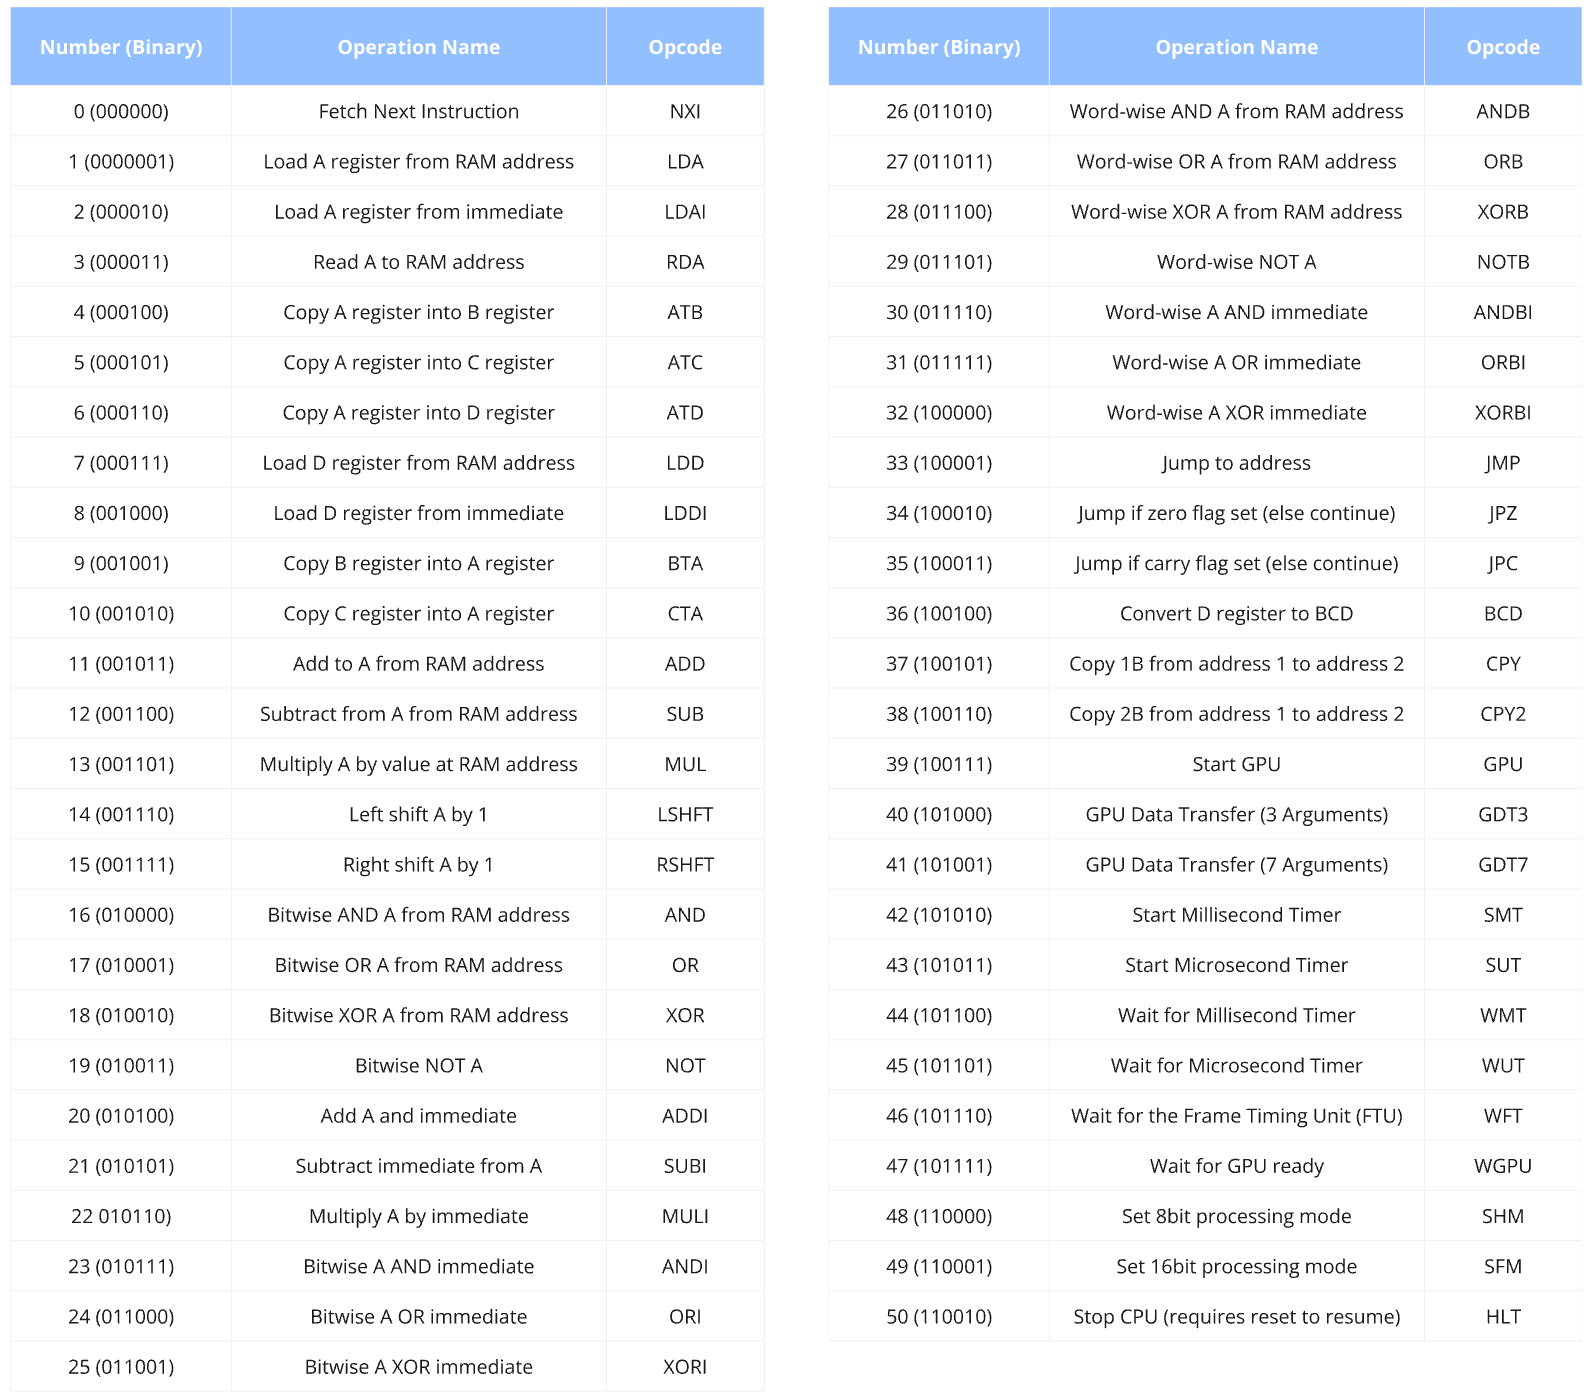 Number (Binary) Operation Name Opcode
0 (000000) Fetch Next Instruction NXI
1 (0000001) Load A register from RAM address LDA
2 (000010) Load A register from immediate LDAI
3 (000011) Read A to RAM address RDA
4 (000100) Copy A register into B register ATB
5 (000101) Copy A register into C register ATC
6 (000110) Copy A register into D register ATD
7 (000111) Load D register from RAM address LDD
8 (001000) Load D register from immediate LDDI
9 (001001) Copy B register into A register BTA
10 (001010) Copy C register into A register CTA
11 (001011) Add to A from RAM address ADD
12 (001100) Subtract from A from RAM address SUB
13 (001101) Multiply A by value at RAM address MUL
14 (001110) Left shift A by 1 LSHFT
15 (001111) Right shift A by 1 RSHFT
16 (010000) Bitwise AND A from RAM address AND
17 (010001) Bitwise OR A from RAM address OR
18 (010010) Bitwise XOR A from RAM address XOR
19 (010011) Bitwise NOT A NOT
20 (010100) Add A and immediate ADDI
21 (010101) Subtract immediate from A SUBI
22 010110) Multiply A by immediate MULI
23 (010111) Bitwise A AND immediate ANDI
24 (011000) Bitwise A OR immediate ORI
25 (011001) Bitwise A XOR immediate XORI
Number (Binary) Operation Name Opcode
26 (011010) Word-wise AND A from RAM address ANDB
27 (011011) Word-wise OR A from RAM address ORB
28 (011100) Word-wise XOR A from RAM address XORB
29 (011101) Word-wise NOT A NOTB
30 (011110) Word-wise A AND immediate ANDBI
31 (011111) Word-wise A OR immediate ORBI
32 (100000) Word-wise A XOR immediate XORBI
33 (100001) Jump to address JMP
34 (100010) Jump if zero flag set (else continue) JPZ
35 (100011) Jump if carry flag set (else continue) JPC
36 (100100) Convert D register to BCD BCD
37 (100101) Copy 1B from address 1 to address 2 CPY
38 (100110) Copy 2B from address 1 to address 2 CPY2
39 (100111) Start GPU GPU
40 (101000) GPU Data Transfer (3 Arguments) GDT3
41 (101001) GPU Data Transfer (7 Arguments) GDT7
42 (101010) Start Millisecond Timer SMT
43 (101011) Start Microsecond Timer SUT
44 (101100) Wait for Millisecond Timer WMT
45 (101101) Wait for Microsecond Timer WUT
46 (101110) Wait for the Frame Timing Unit (FTU) WFT
47 (101111) Wait for GPU ready WGPU
48 (110000) Set 8bit processing mode SHM
49 (110001) Set 16bit processing mode SFM
50 (110010) Stop CPU (requires reset to resume) HLT